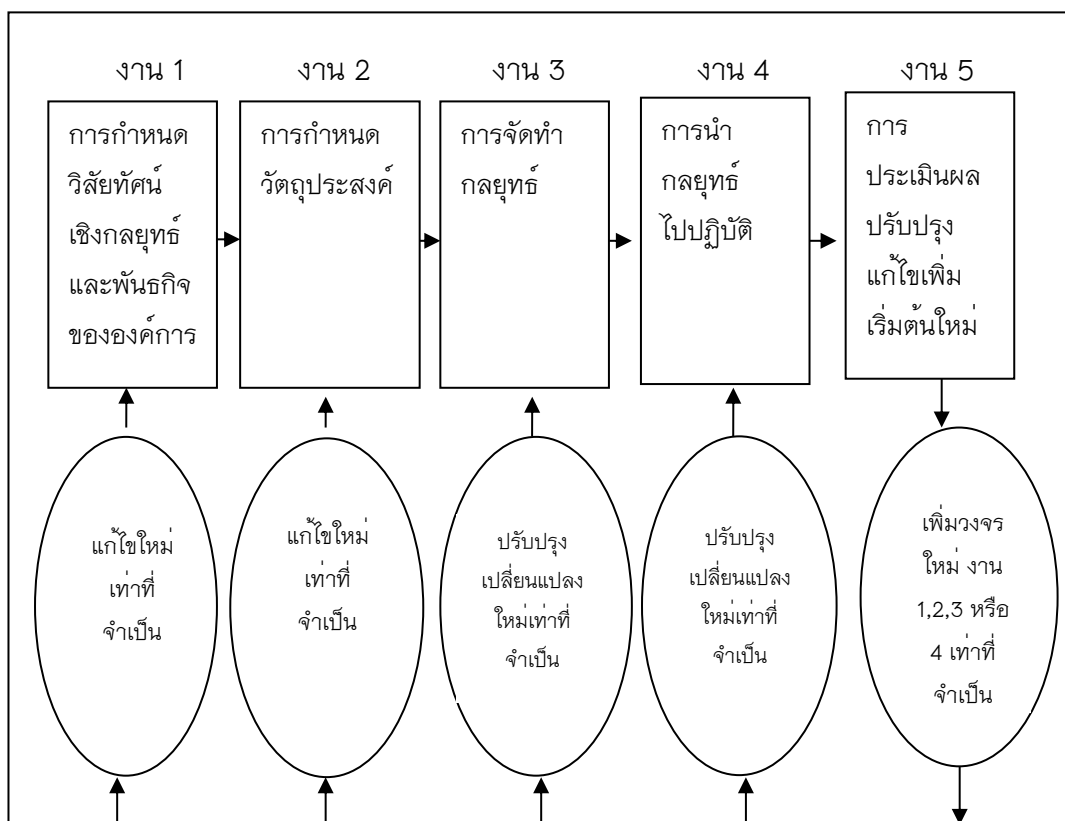 งาน 1
งาน 2
งาน 3
งาน 4
งาน 5
การกำหนด
วิสัยทัศน์
เชิงกลยุทธ์
และพันธกิจ
ขององค์การ
การกำหนด
วัตถุประสงค์
การจัดทำ
กลยุทธ์
การนำ
กลยุทธ์
ไปปฏิบัติ
การ
ประเมินผล
ปรับปรุง
แก้ไขเพิ่ม
เริ่มต้นใหม่
แก้ไขใหม่
เท่าที่
จำเป็น
แก้ไขใหม่
เท่าที่
จำเป็น
ปรับปรุง
เปลี่ยนแปลง
ใหม่เท่าที่
จำเป็น
ปรับปรุง
เปลี่ยนแปลง
ใหม่เท่าที่
จำเป็น
เพิ่มวงจร
ใหม่ งาน
1,2,3 หรือ
4 เท่าที่
จำเป็น